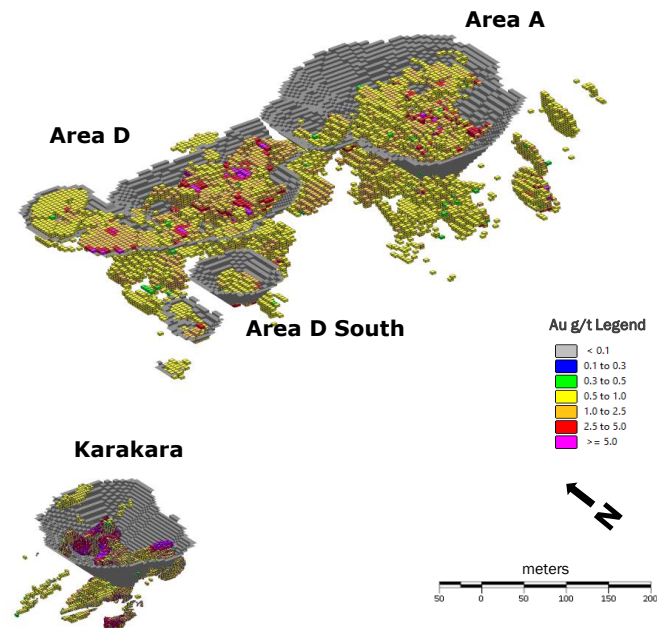 Area A
Area D
Area D South
Au g/t Legend
< 0.1
0.1 to 0.3
0.3 to 0.5
0.5 to 1.0
1.0 to 2.5
2.5 to 5.0
>= 5.0
Karakara
N
meters
50 0 50 100 150 200